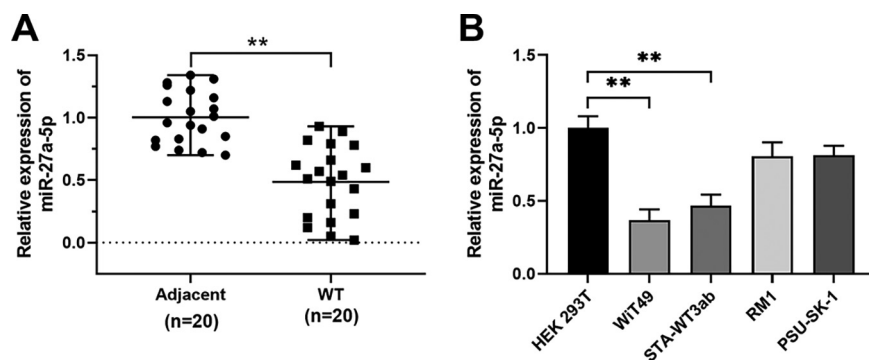 A
Relative expression of
miR-27a-5p
1.5
1.0
0.5
0.0
**
Adjacent
(n=20)
WT
(n=20)
B
Relative expression of
miR-27a-5p
1.5
1.0
0.5
0.0
**
**
HEK 293T
WiT49
STA-WT3ab
RM1
PSU-SK-1